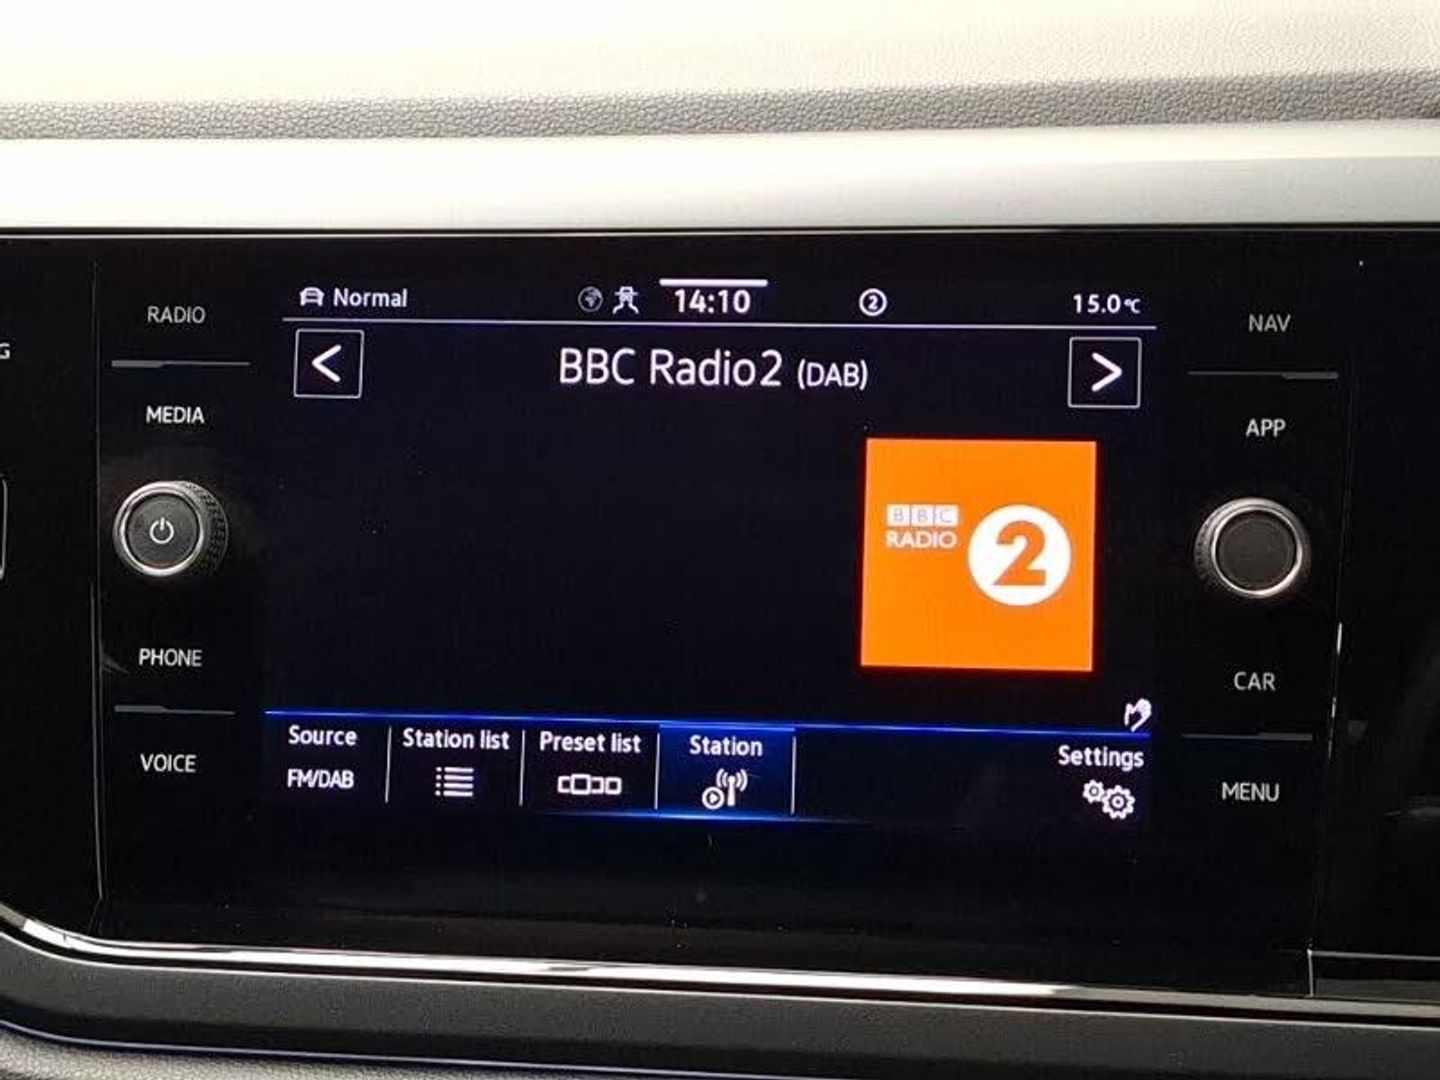 Normal
14:10
2
15.0°C
BBC Radio2 (DAB)
RADIO
MEDIA
PHONE
VOICE
BBC
RADIO
2
NAV
APP
CAR
MENU
Source
FM/DAB
Station list
Preset list
Station
Settings
G